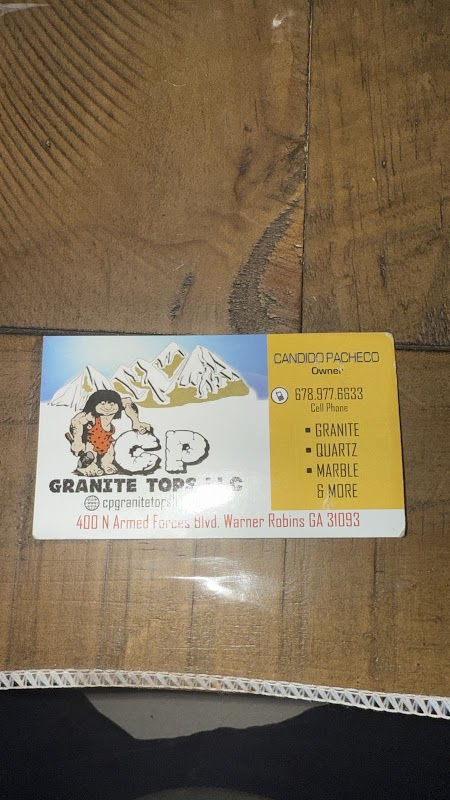 CANDIDO PACHECO
Owner
678.977.6633
Cell Phone
• GRANITE
• QUARTZ
• MARBLE
& MORE
CP
GRANITE TOPS LLC
400 N Armed Forces Blvd. Warner Robins GA 31093